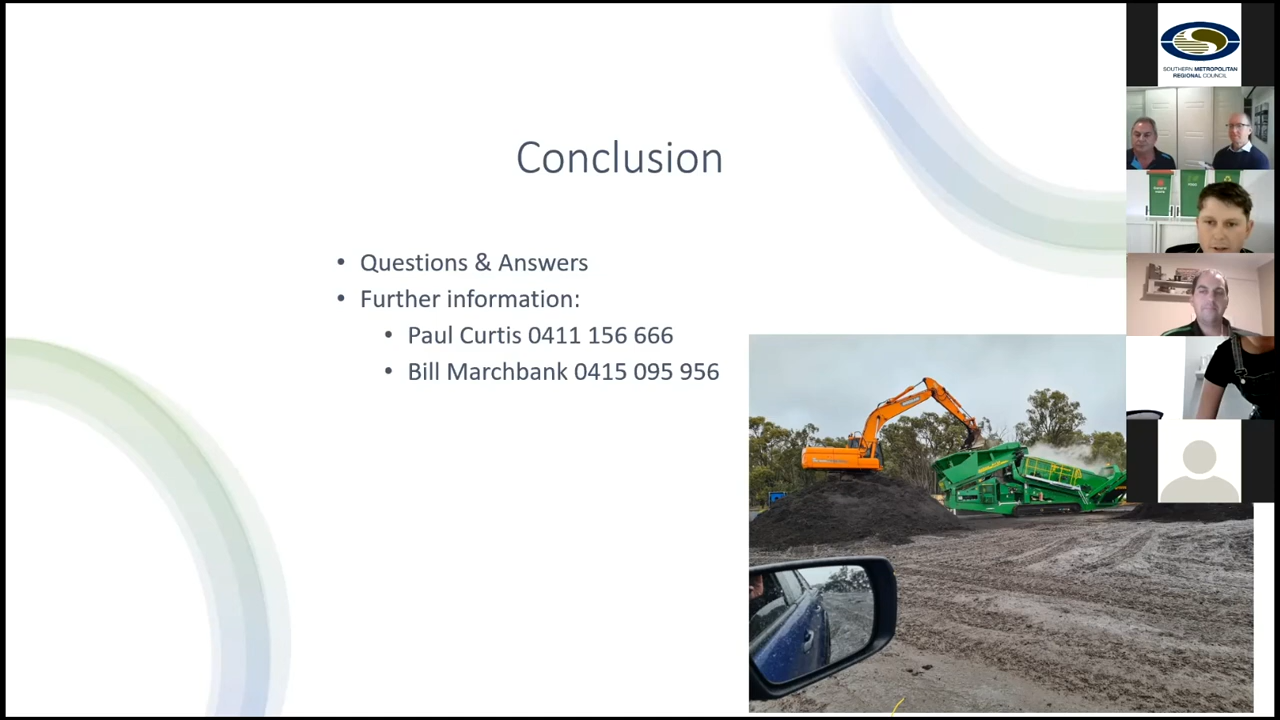 Conclusion
• Questions & Answers
• Further information:
• Paul Curtis 0411 156 666
• Bill Marchbank 0415 095 956
SOUTHERN METROPOLITAN
REGIONAL COUNCIL